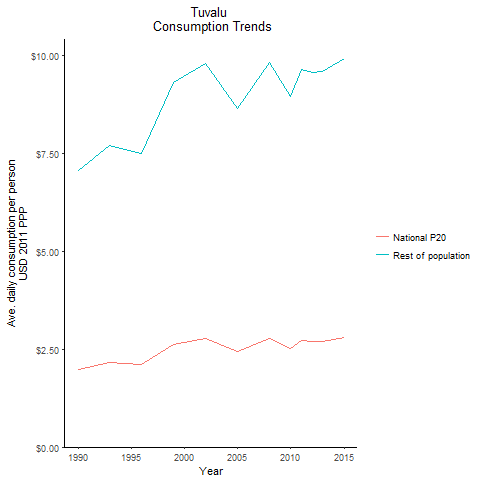 Tuvalu
Consumption Trends
$10.00
$7.50
$5.00
$2.50
$0.00
Ave. daily consumption per person
USD 2011 PPP
1990 1995 2000 2005 2010 2015
Year
National P20
Rest of population